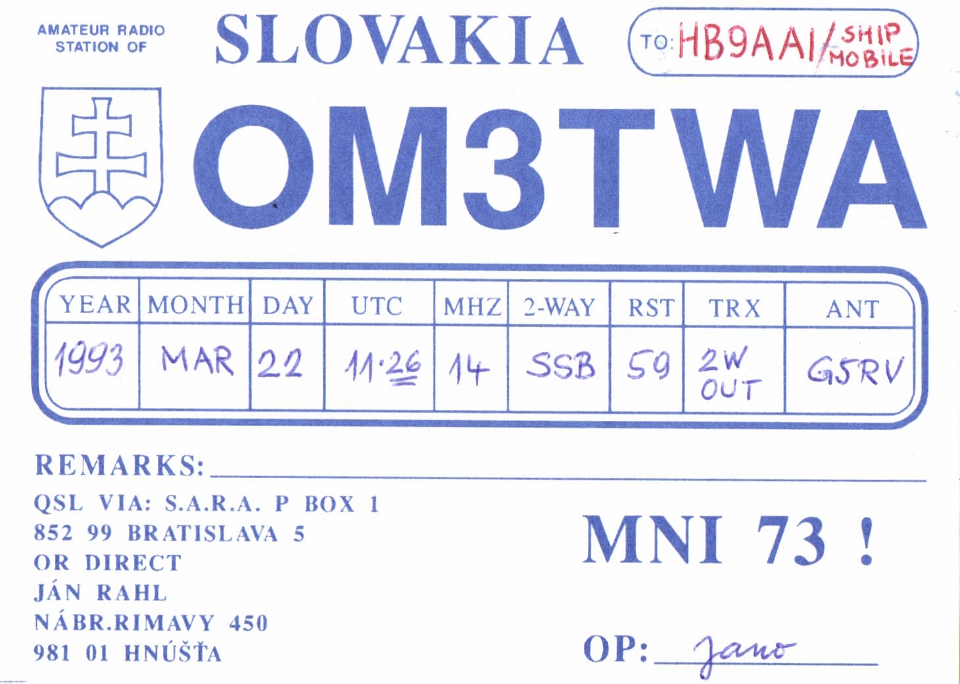 AMATEUR RADIO
STATION OF
SLOVAKIA
TO: HB9AAI/SHIP
MOBILE
OM3TWA
YEAR MONTH DAY UTC MHZ 2-WAY RST TRX ANT
1993 MAR 22 11·26 14 SSB 59 2W G5RV
OUT
REMARKS:
QSL VIA: S.A.R.A. P BOX 1
852 99 BRATISLAVA 5
OR DIRECT
JÁN RAHL
NÁBR.RIMAVY 450
981 01 HNÚŠŤA
MNI 73 !
OP: Jano